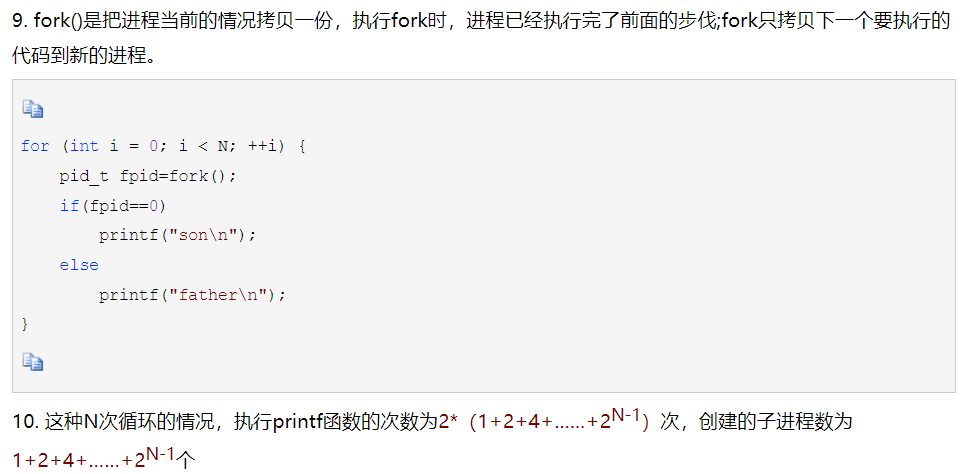 9. fork()是把进程当前的情况拷贝一份，执行fork时，进程已经执行完了前面的步伐;fork只拷贝下一个要执行的
代码到新的进程。
for (int i = 0; i < N; ++i) {
    pid_t fpid=fork();
    if(fpid==0)
        printf("son\n");
    else
        printf("father\n");
}
10. 这种N次循环的情况，执行printf函数的次数为2*（1+2+4+……+2^N-1）次，创建的子进程数为
1+2+4+……+2^N-1个